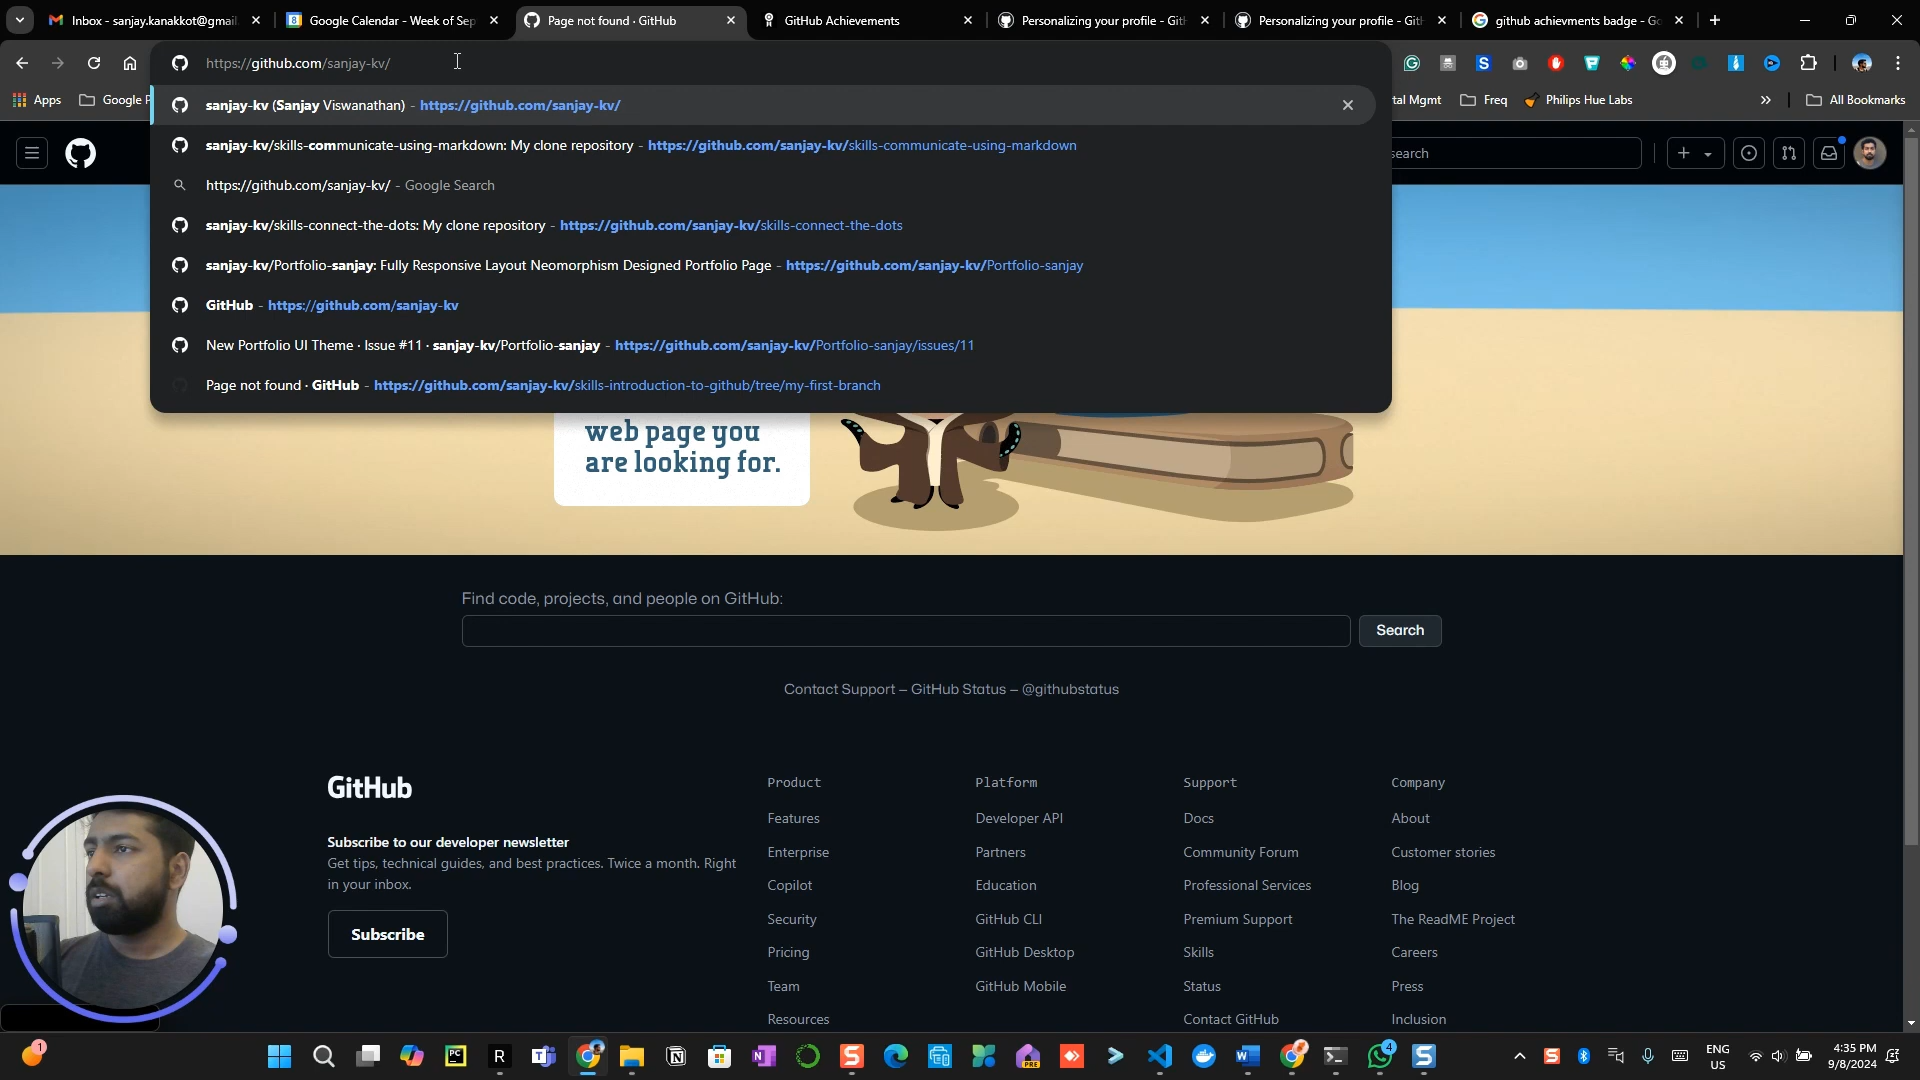 Inbox - sanjay.kanakkot@gmail
Google Calendar - Week of Sep
Page not found · GitHub
GitHub Achievements
Personalizing your profile - Git
Personalizing your profile - Git
github achievments badge - Go
https://github.com/sanjay-kv/
Apps
Google P
tal Mgmt
Freq
Philips Hue Labs
All Bookmarks
sanjay-kv (Sanjay Viswanathan) - https://github.com/sanjay-kv/
sanjay-kv/skills-communicate-using-markdown: My clone repository - https://github.com/sanjay-kv/skills-communicate-using-markdown
search
https://github.com/sanjay-kv/ - Google Search
sanjay-kv/skills-connect-the-dots: My clone repository - https://github.com/sanjay-kv/skills-connect-the-dots
sanjay-kv/Portfolio-sanjay: Fully Responsive Layout Neomorphism Designed Portfolio Page - https://github.com/sanjay-kv/Portfolio-sanjay
GitHub - https://github.com/sanjay-kv
New Portfolio UI Theme · Issue #11 · sanjay-kv/Portfolio-sanjay - https://github.com/sanjay-kv/Portfolio-sanjay/issues/11
Page not found · GitHub - https://github.com/sanjay-kv/skills-introduction-to-github/tree/my-first-branch
web page you
are looking for.
Find code, projects, and people on GitHub:
Search
Contact Support — GitHub Status — @githubstatus
GitHub
Subscribe to our developer newsletter
Get tips, technical guides, and best practices. Twice a month. Right
in your inbox.
Subscribe
Product
Features
Enterprise
Copilot
Security
Pricing
Team
Resources
Platform
Developer API
Partners
Education
GitHub CLI
GitHub Desktop
GitHub Mobile
Support
Docs
Community Forum
Professional Services
Premium Support
Skills
Status
Contact GitHub
Company
About
Customer stories
Blog
The ReadME Project
Careers
Press
Inclusion
1
PC
R
PRE
4
ENG
US
4:35 PM
9/8/2024